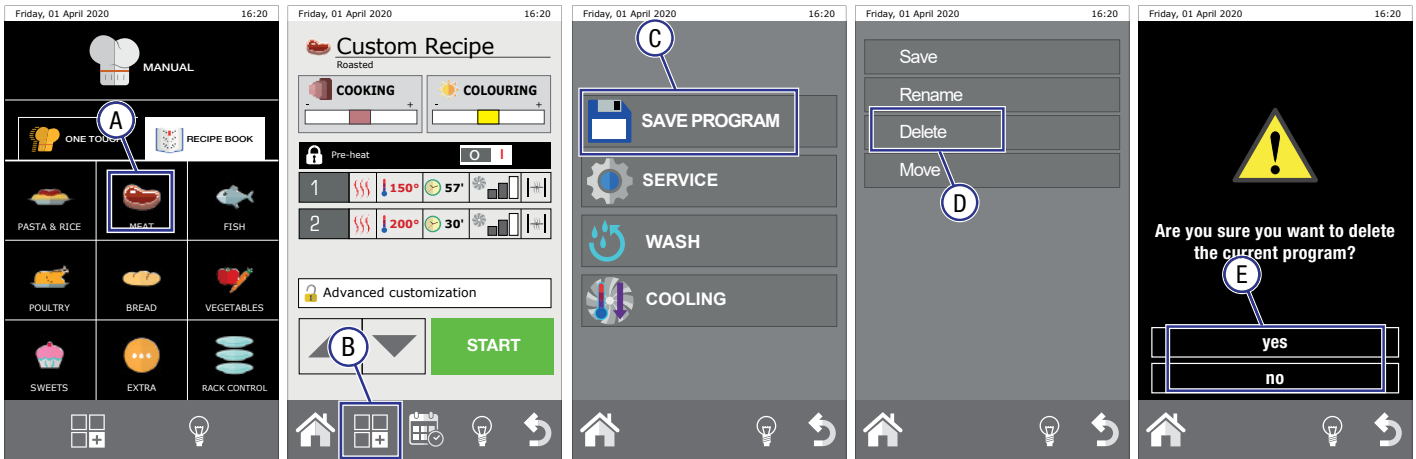 Friday, 01 April 2020 16:20
MANUAL
A
ONE TOUCH RECIPE BOOK
PASTA & RICE MEAT FISH
POULTRY BREAD VEGETABLES
SWEETS EXTRA RACK CONTROL
Friday, 01 April 2020 16:20
Custom Recipe
Roasted
COOKING COLOURING
- + - +
Pre-heat O I
1 150° 57'
2 200° 30'
Advanced customization
B
START
Friday, 01 April 2020 16:20
C
SAVE PROGRAM
SERVICE
WASH
COOLING
Friday, 01 April 2020 16:20
Save
Rename
Delete
Move
D
Friday, 01 April 2020 16:20
Are you sure you want to delete
the current program?
E
yes
no